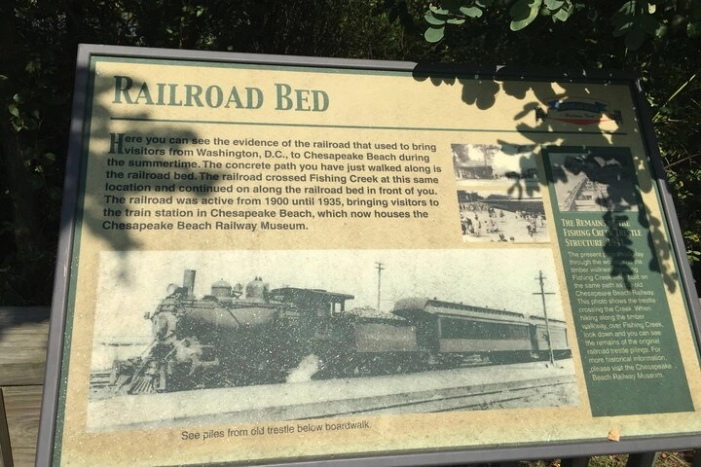 RAILROAD BED
Here you can see the evidence of the railroad that used to bring
visitors from Washington, D.C., to Chesapeake Beach during
the summertime. The concrete path you have just walked along is
the railroad bed. The railroad crossed Fishing Creek at this same
location and continued on along the railroad bed in front of you.
The railroad was active from 1900 until 1935, bringing visitors to
the train station in Chesapeake Beach, which now houses the
Chesapeake Beach Railway Museum.
See piles from old trestle below boardwalk
THE REMAINS
FISHING CREEK TRESTLE
STRUCTURE
The present
through the
timber
Fishing Creek
the same path as old
Chesapeake Beach Railway.
This photo shows the trestle
crossing the Creek. When
hiking along the timber
walkway, over Fishing Creek,
look down and you can see
the remains of the original
railroad trestle pilings. For
more historical information,
please visit the Chesapeake
Beach Railway Museum.